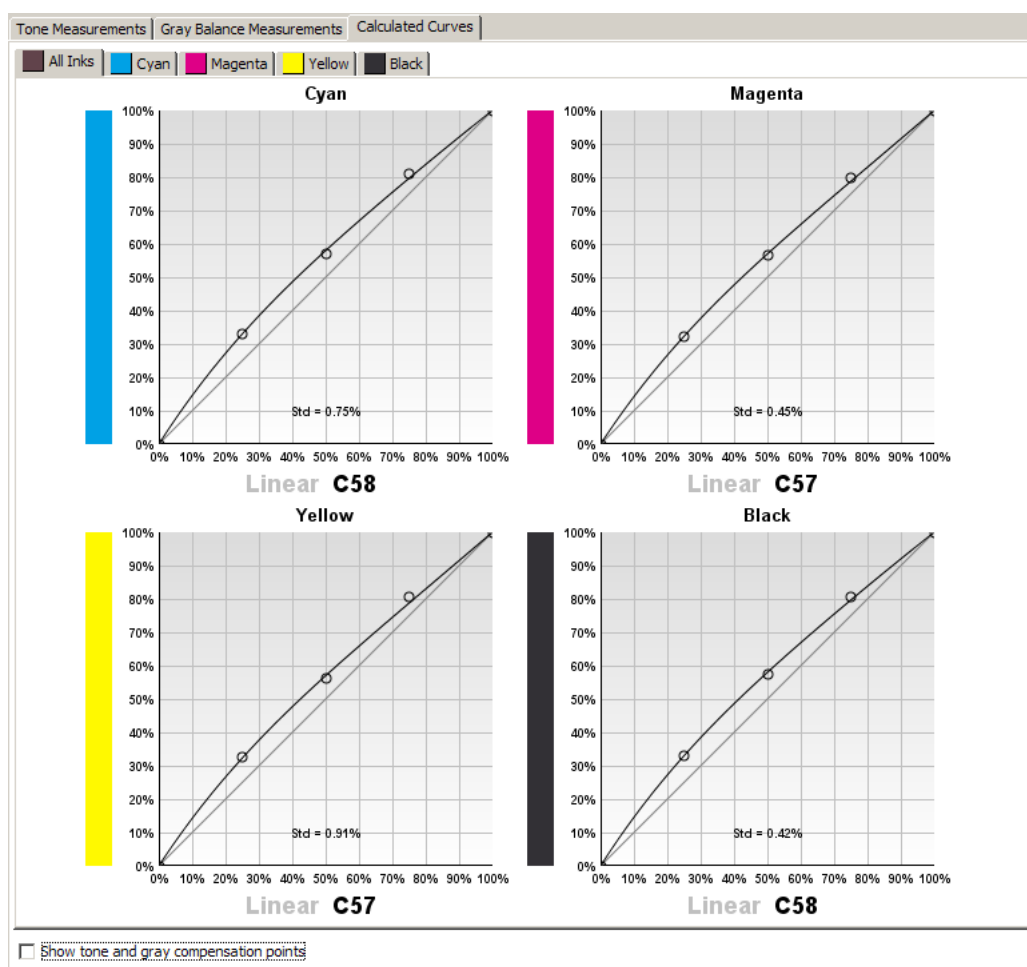 Tone Measurements Gray Balance Measurements Calculated Curves
All Inks Cyan Magenta Yellow Black
Cyan
100%
90%
80%
70%
60%
50%
40%
30%
20%
10%
0%
Std = 0.75%
0% 10% 20% 30% 40% 50% 60% 70% 80% 90% 100%
Linear C58
Magenta
100%
90%
80%
70%
60%
50%
40%
30%
20%
10%
0%
Std = 0.45%
0% 10% 20% 30% 40% 50% 60% 70% 80% 90% 100%
Linear C57
Yellow
100%
90%
80%
70%
60%
50%
40%
30%
20%
10%
0%
Std = 0.91%
0% 10% 20% 30% 40% 50% 60% 70% 80% 90% 100%
Linear C57
Black
100%
90%
80%
70%
60%
50%
40%
30%
20%
10%
0%
Std = 0.42%
0% 10% 20% 30% 40% 50% 60% 70% 80% 90% 100%
Linear C58
Show tone and gray compensation points